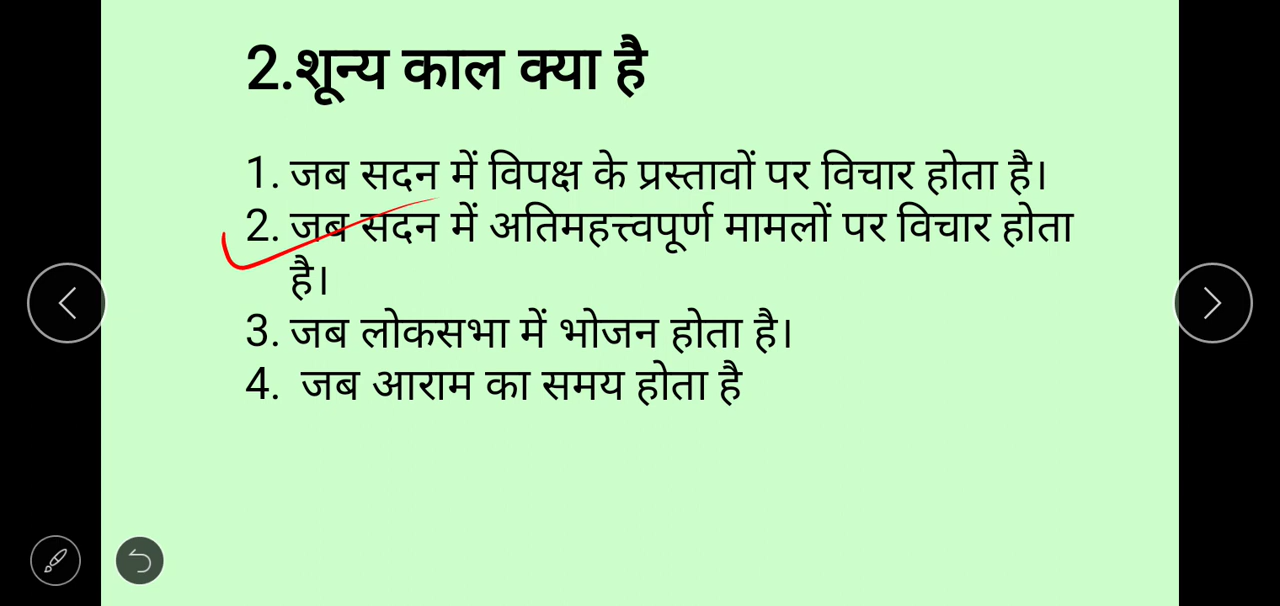 2.शून्य काल क्या है
1. जब सदन में विपक्ष के प्रस्तावों पर विचार होता है।
2. जब सदन में अतिमहत्त्वपूर्ण मामलों पर विचार होता
है।
3. जब लोकसभा में भोजन होता है।
4. जब आराम का समय होता है